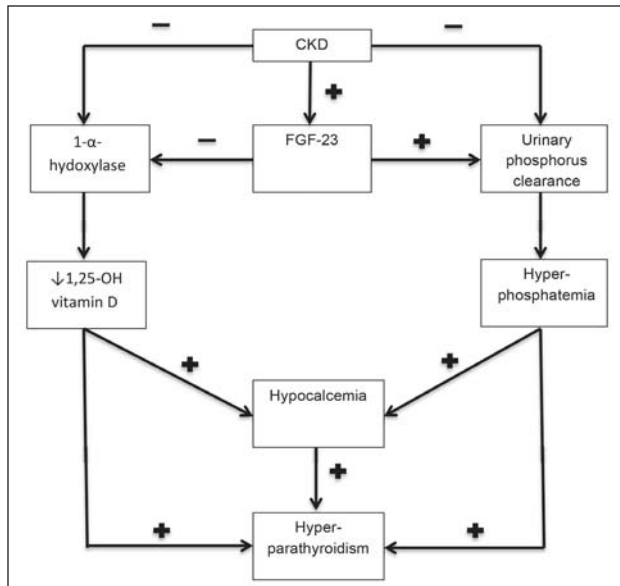 CKD
1-α-
hydoxylase
FGF-23
Urinary
phosphorus
clearance
↓1,25-OH
vitamin D
Hyper-
phosphatemia
Hypocalcemia
Hyper-
parathyroidism